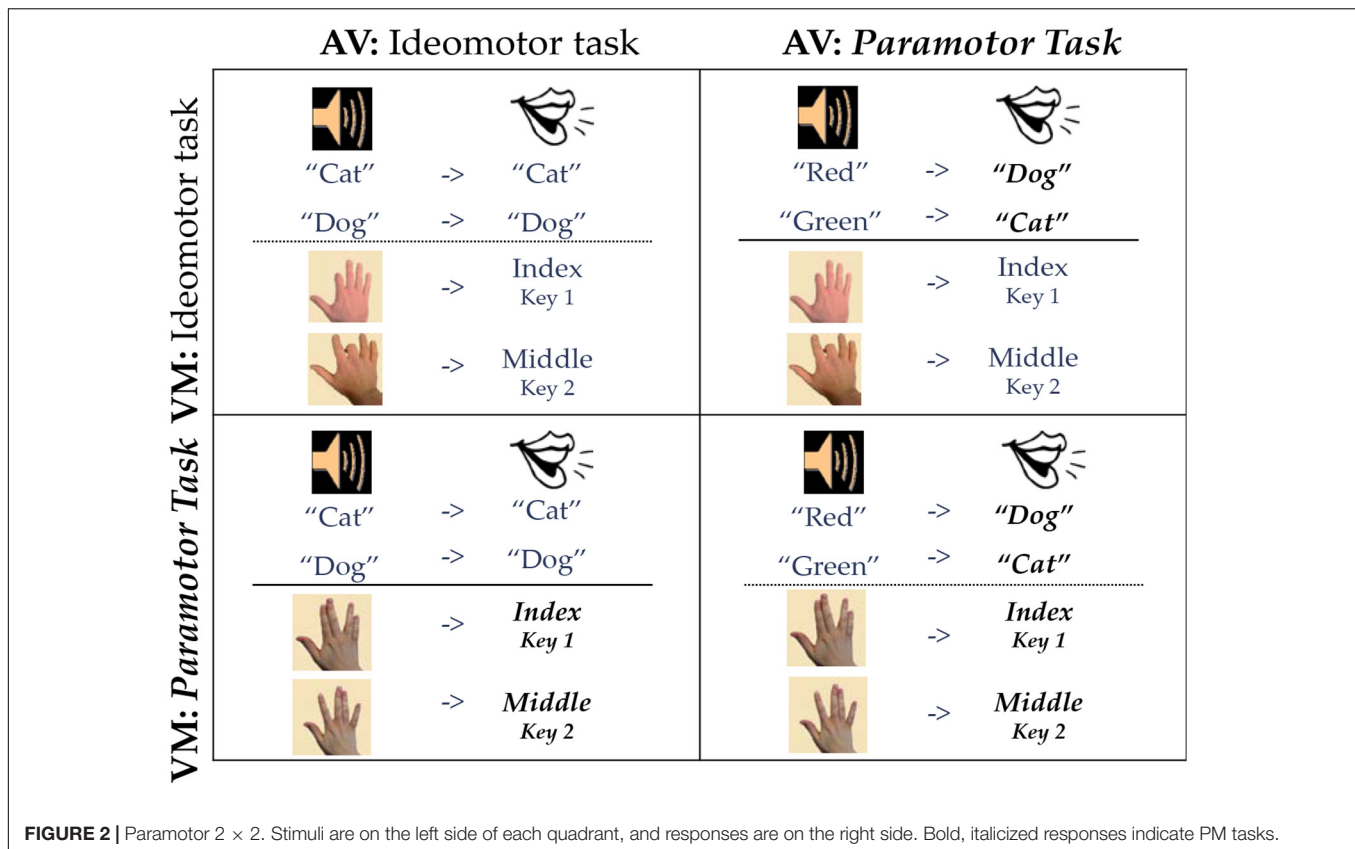 AV: Ideomotor task
AV: Paramotor Task
VM: Ideomotor task
“Cat” -> “Cat”
“Dog” -> “Dog”
-> Index
Key 1
-> Middle
Key 2
“Red” -> “Dog”
“Green” -> “Cat”
-> Index
Key 1
-> Middle
Key 2
VM: Paramotor Task
“Cat” -> “Cat”
“Dog” -> “Dog”
-> Index
Key 1
-> Middle
Key 2
“Red” -> “Dog”
“Green” -> “Cat”
-> Index
Key 1
-> Middle
Key 2
FIGURE 2 | Paramotor 2 × 2. Stimuli are on the left side of each quadrant, and responses are on the right side. Bold, italicized responses indicate PM tasks.